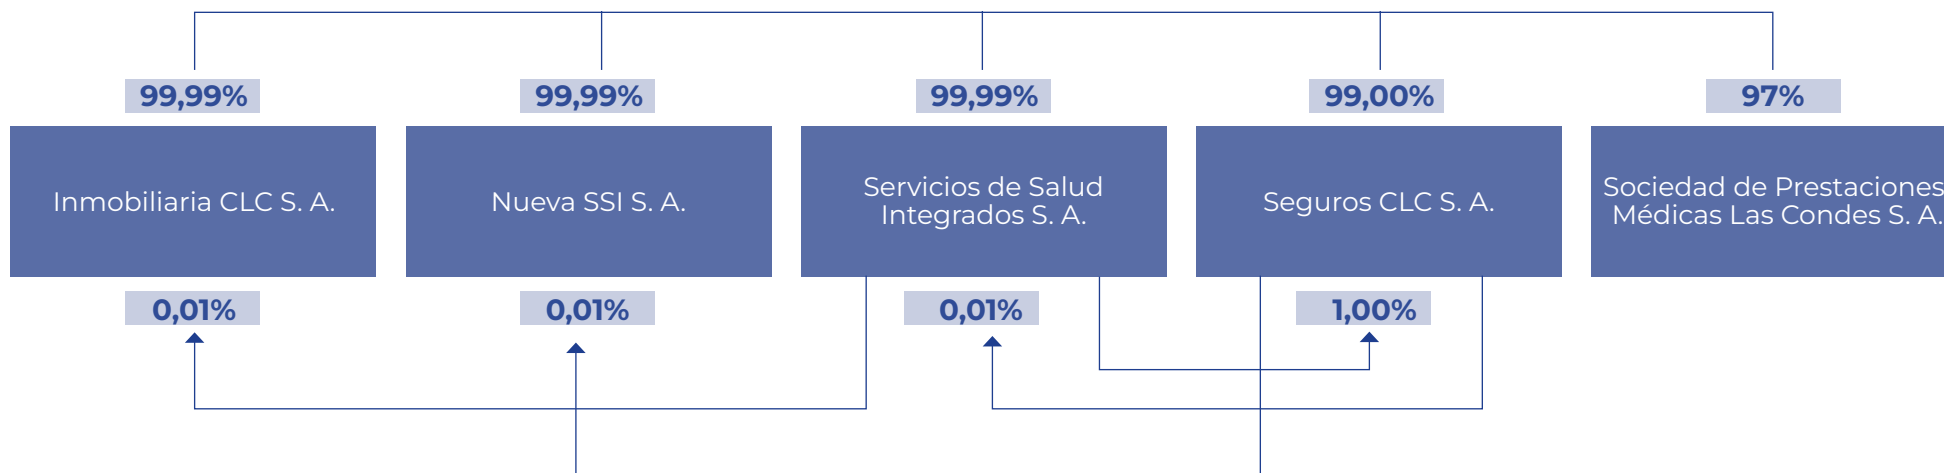 99,99%
99,99%
99,99%
99,00%
97%
Inmobiliaria CLC S. A.
Nueva SSI S. A.
Servicios de Salud
Integrados S. A.
Seguros CLC S. A.
Sociedad de Prestaciones
Médicas Las Condes S. A.
0,01%
0,01%
0,01%
1,00%